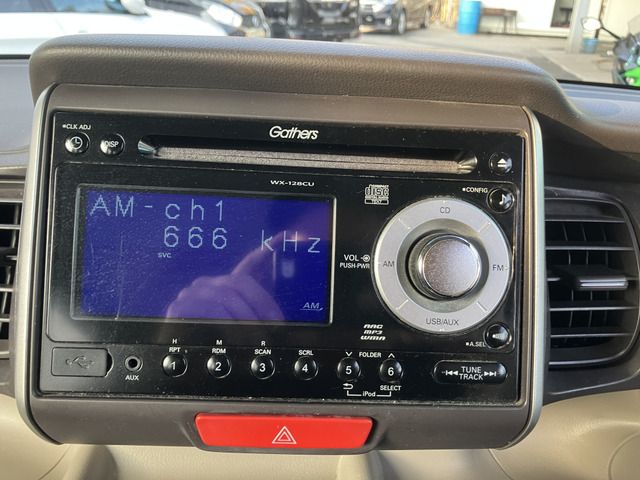 *CLK ADJ
DISP
Gathers
WX-128CU
COMPACT disc
*CONFIG
AM-ch1
666 kHz
SVC
AM
VOL
PUSH-PWR
CD
AM
FM
USB/AUX
AAC
MP3
WMA
*A.SEL
AUX
H M R
RPT RDM SCAN SCRL FOLDER
1 2 3 4 5 6
TUNE
TRACK
iPod SELECT